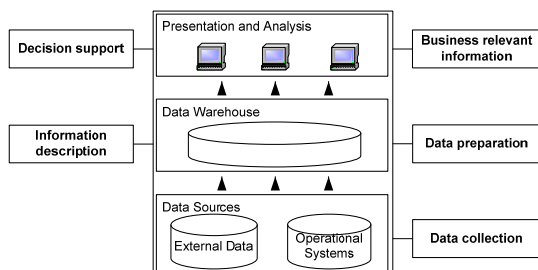 Presentation and Analysis
Decision support
Business relevant
information
Data Warehouse
Information
description
Data preparation
Data Sources
External Data
Operational
Systems
Data collection